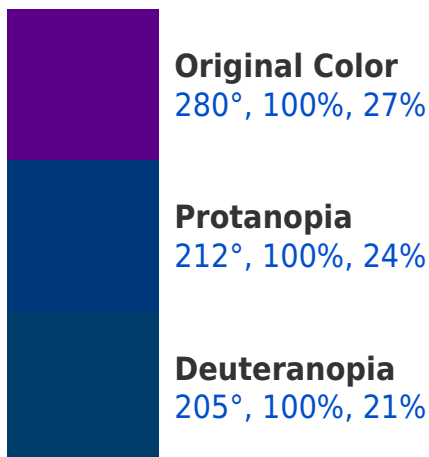 Original Color
280°, 100%, 27%
Protanopia
212°, 100%, 24%
Deuteranopia
205°, 100%, 21%